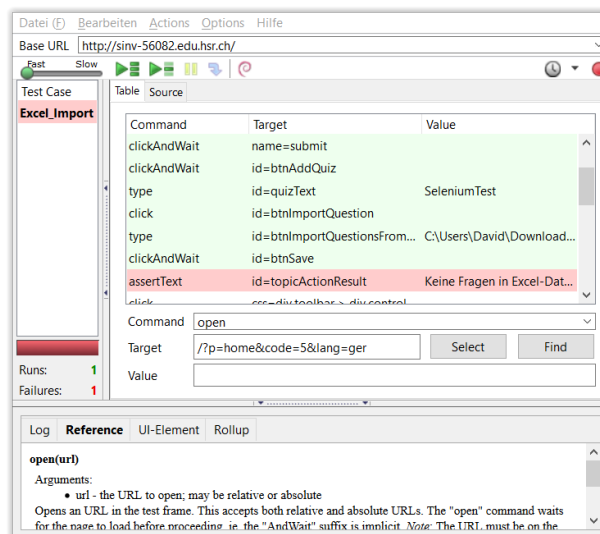 Datei (F) Bearbeiten Actions Options Hilfe
Base URL http://sinv-56082.edu.hsr.ch/
Fast Slow
Test Case
Excel_Import
Table Source
Command Target Value
clickAndWait name=submit
clickAndWait id=btnAddQuiz
type id=quizText SeleniumTest
click id=btnImportQuestion
type id=btnImportQuestionsFrom... C:\Users\David\Download...
clickAndWait id=btnSave
assertText id=topicActionResult Keine Fragen in Excel-Dat...
click css=div.toolbar > div.control
Command open
Target /?p=home&code=5&lang=ger Select Find
Value
Runs: 1
Failures: 1
Log Reference UI-Element Rollup
open(url)
Arguments:
• url - the URL to open; may be relative or absolute
Opens an URL in the test frame. This accepts both relative and absolute URLs. The "open" command waits
for the page to load before proceeding, ie. the "AndWait" suffix is implicit. Note: The URL must be on the